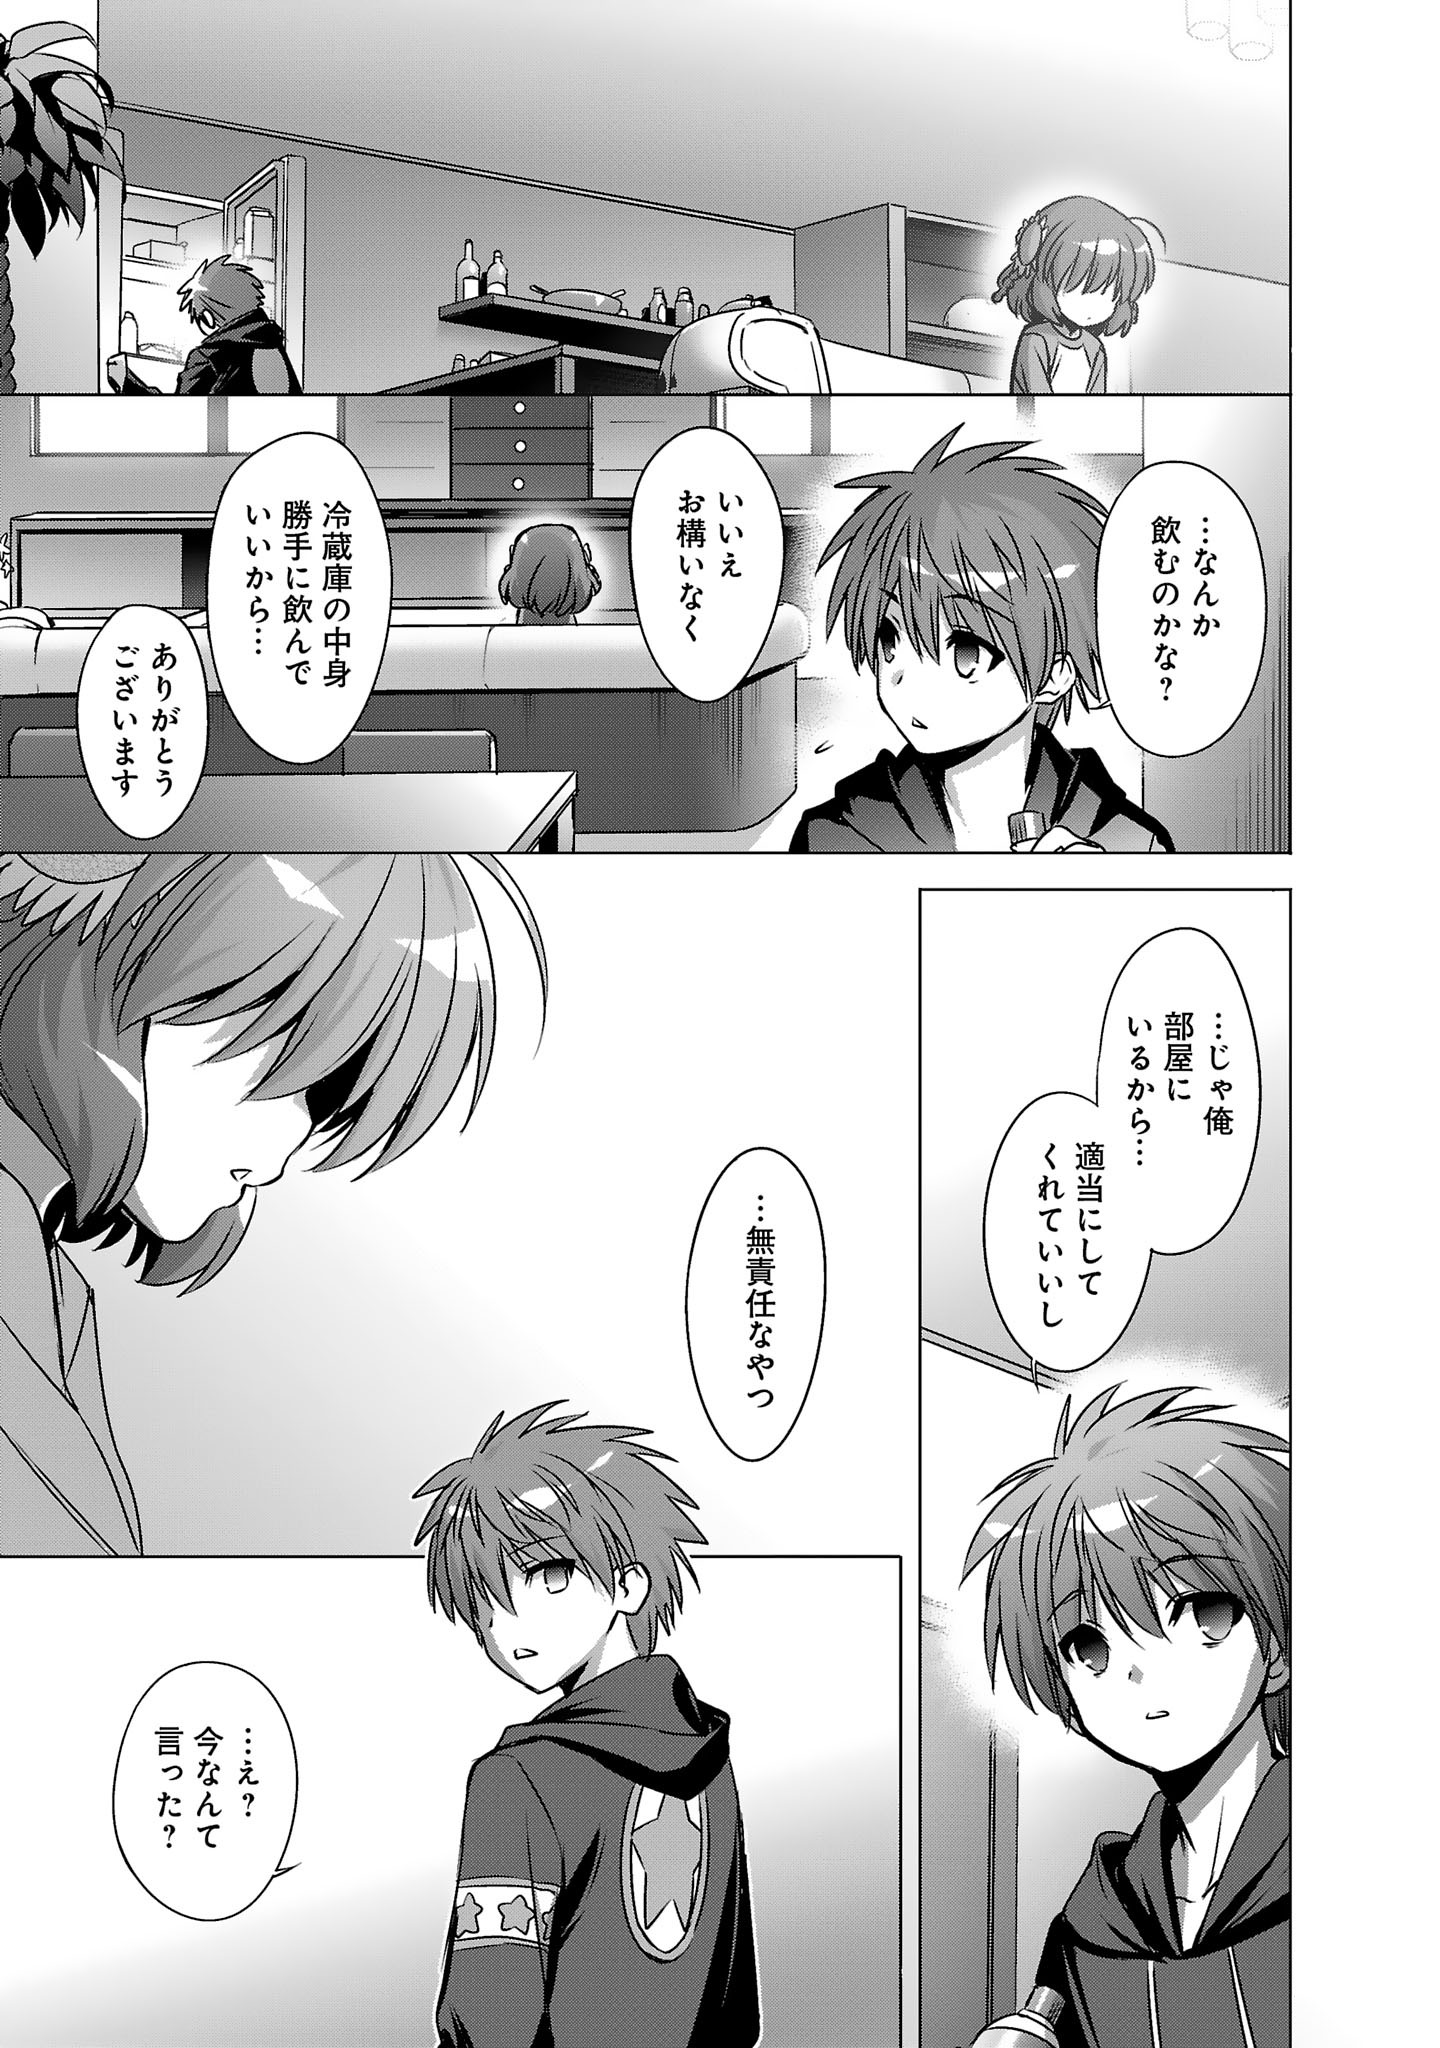 …なんか
飲むのかな？
いいえ
お構いなく
冷蔵庫の中身
勝手に飲んで
いいから…
ありがとう
ございます
…じゃ俺
部屋に
いるから…
適当にして
くれていいし
…無責任なやつ
…え？
今なんて
言った？